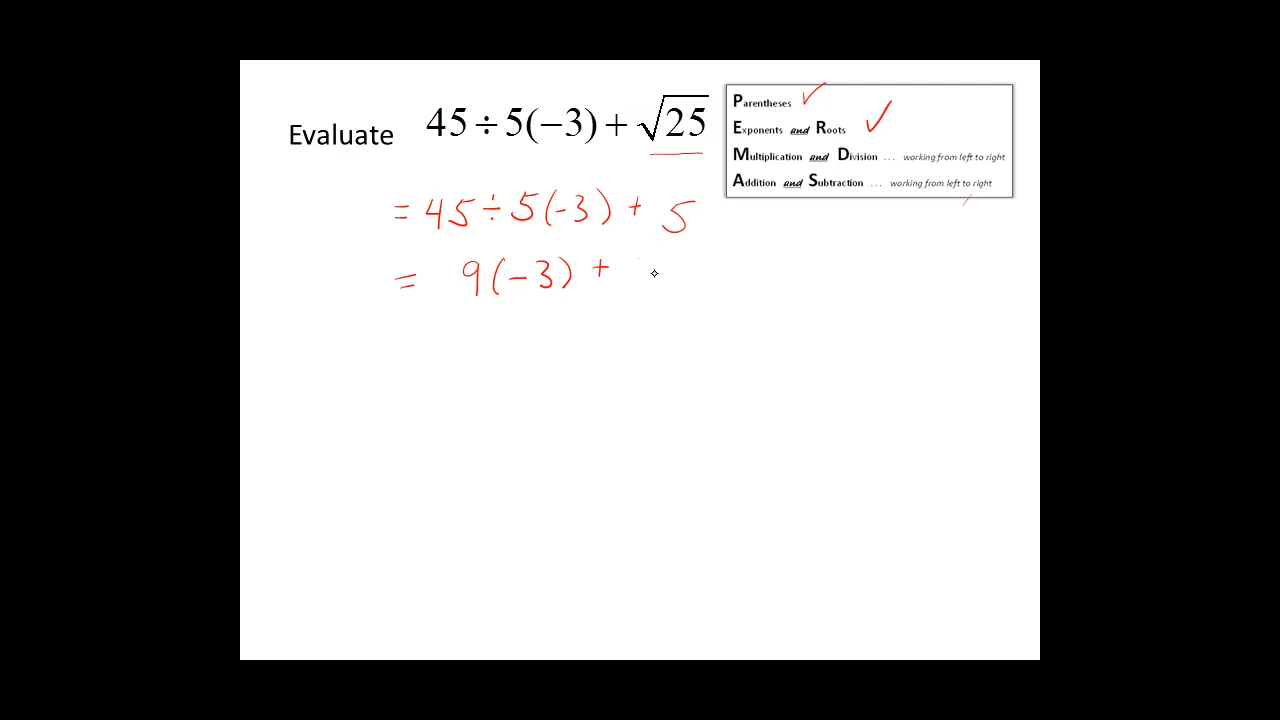 Evaluate 45 ÷ 5(−3) + √25
Parentheses ✓
Exponents and Roots ✓
Multiplication and Division ... working from left to right
Addition and Subtraction ... working from left to right
= 45 ÷ 5(-3) + 5
= 9(-3) +